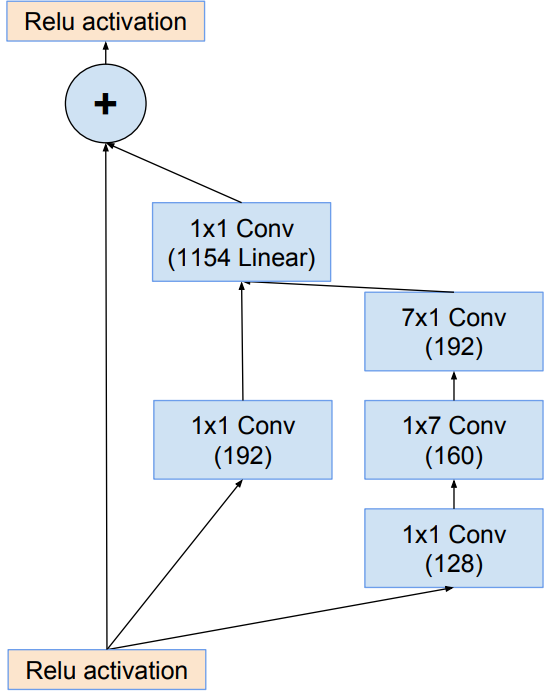 Relu activation
+
1x1 Conv
(1154 Linear)
7x1 Conv
(192)
1x1 Conv
(192)
1x7 Conv
(160)
1x1 Conv
(128)
Relu activation